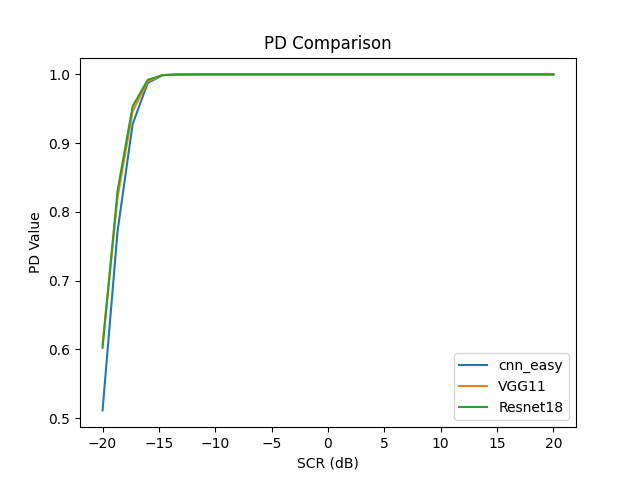 PD Comparison
1.0
0.9
0.8
0.7
0.6
0.5
PD Value
−20 −15 −10 −5 0 5 10 15 20
SCR (dB)
cnn_easy
VGG11
Resnet18